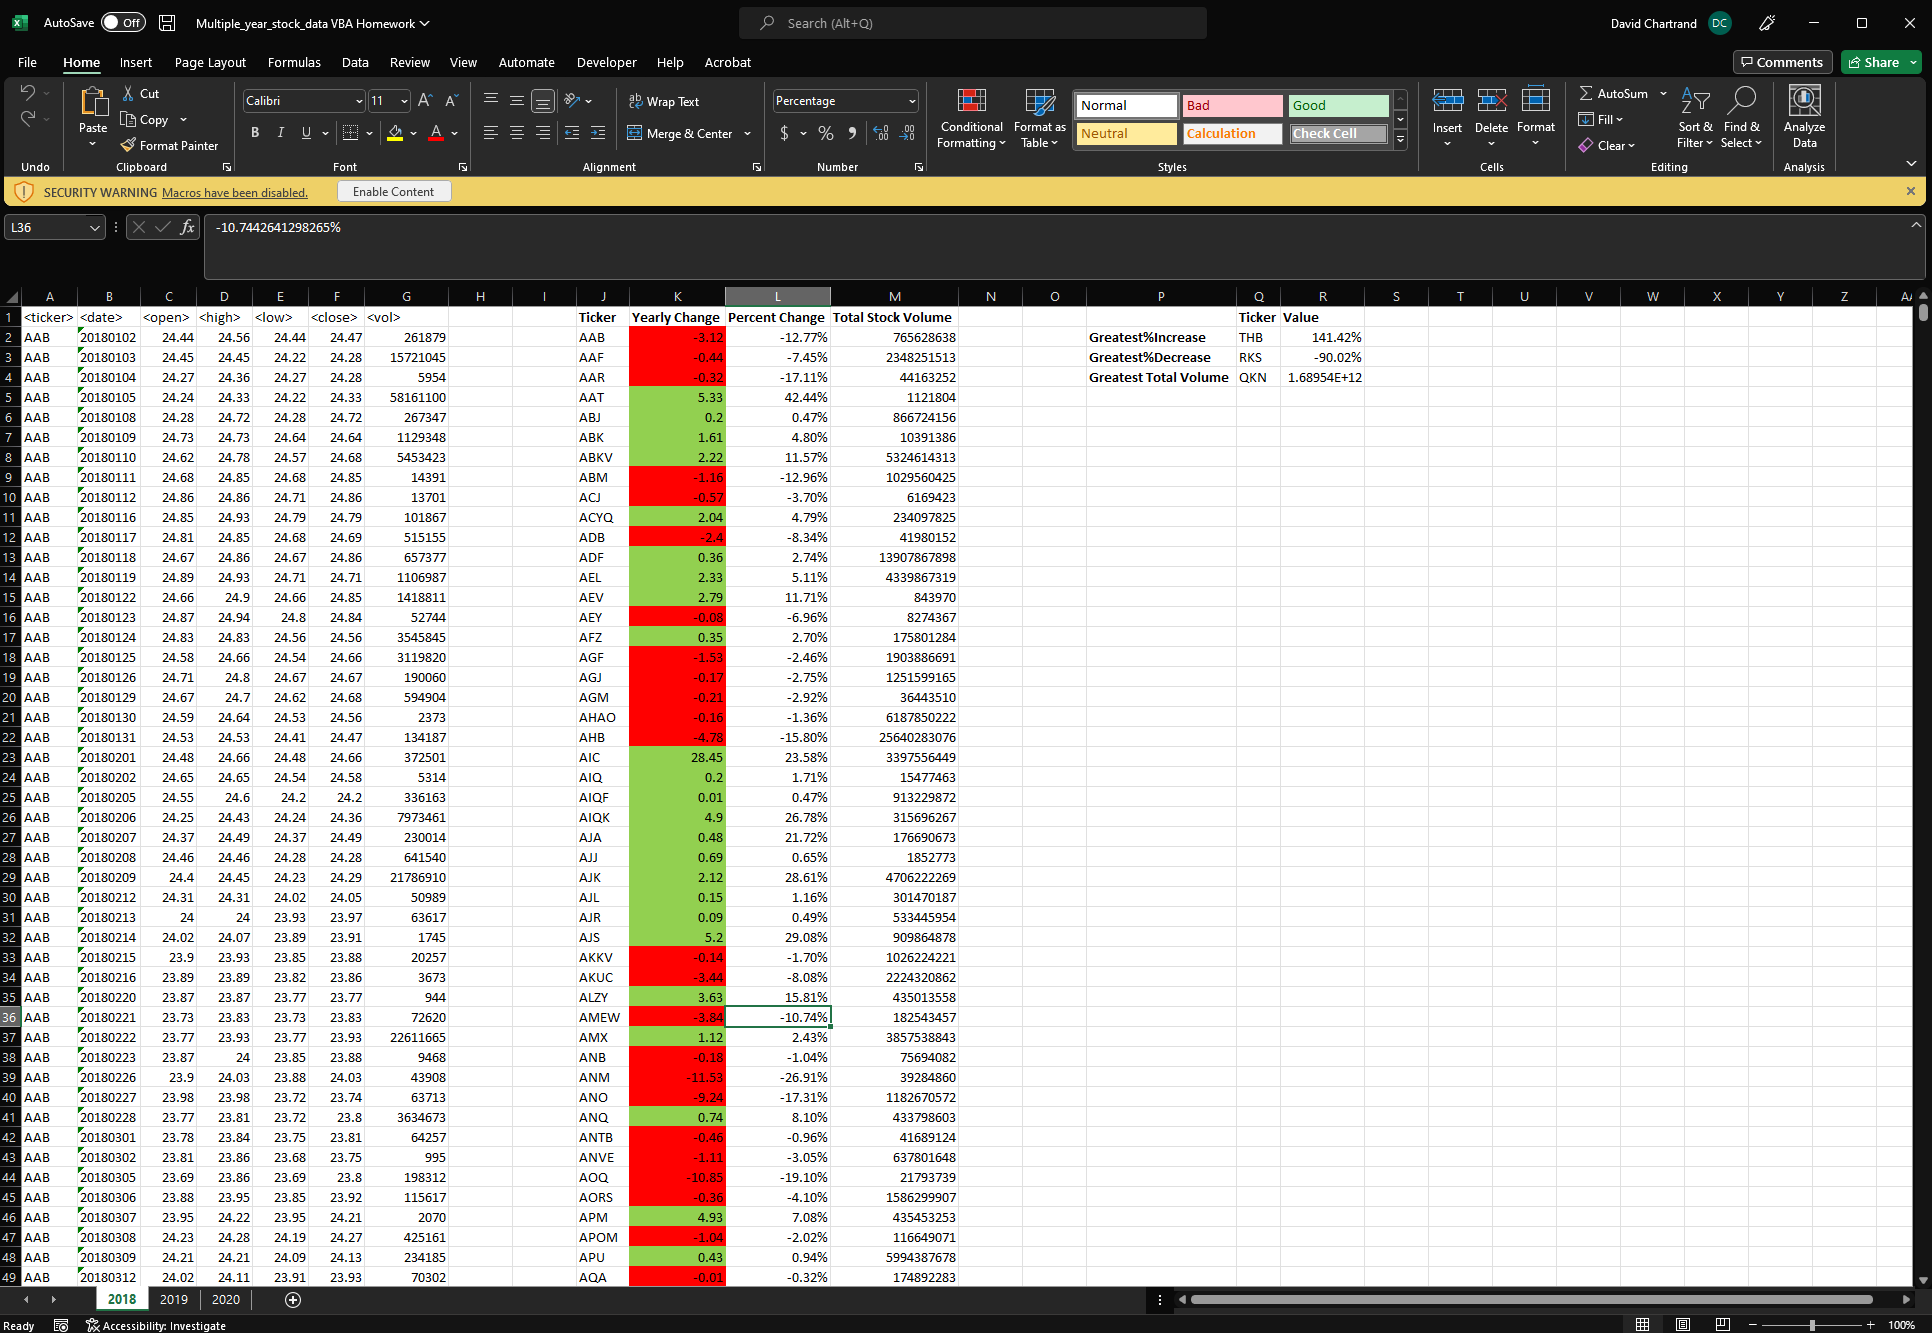 AutoSave Off Multiple_year_stock_data VBA Homework Search (Alt+Q) David Chartrand DC
File Home Insert Page Layout Formulas Data Review View Automate Developer Help Acrobat Comments Share
Cut Calibri 11 Wrap Text Percentage Normal Bad Good AutoSum
Paste Copy B I U A Merge & Center $ % Conditional Formatting Format as Table Neutral Calculation Check Cell Insert Delete Format Fill Sort & Filter Find & Select Analyze Data
Format Painter Clear
Undo Clipboard Font Alignment Number Styles Cells Editing Analysis
SECURITY WARNING Macros have been disabled. Enable Content
L36 fx -10.7442641298265%
A B C D E F G H I J K L M N O P Q R S T U V W X Y Z AA
1 <ticker> <date> <open> <high> <low> <close> <vol> Ticker Yearly Change Percent Change Total Stock Volume Ticker Value
2 AAB 20180102 24.44 24.56 24.44 24.47 261879 AAB -3.12 -12.77% 765628638 Greatest%Increase THB 141.42%
3 AAB 20180103 24.45 24.45 24.22 24.28 15721045 AAF -0.44 -7.45% 2348251513 Greatest%Decrease RKS -90.02%
4 AAB 20180104 24.27 24.36 24.27 24.28 5954 AAR -0.32 -17.11% 44163252 Greatest Total Volume QKN 1.68954E+12
5 AAB 20180105 24.24 24.33 24.22 24.33 58161100 AAT 5.33 42.44% 1121804
6 AAB 20180108 24.28 24.72 24.28 24.72 267347 ABJ 0.2 0.47% 866724156
7 AAB 20180109 24.73 24.73 24.64 24.64 1129348 ABK 1.61 4.80% 10391386
8 AAB 20180110 24.62 24.78 24.57 24.68 5453423 ABKV 2.22 11.57% 5324614313
9 AAB 20180111 24.68 24.85 24.68 24.85 14391 ABM -1.16 -12.96% 1029560425
10 AAB 20180112 24.86 24.86 24.71 24.86 13701 ACJ -0.57 -3.70% 6169423
11 AAB 20180116 24.85 24.93 24.79 24.79 101867 ACYQ 2.04 4.79% 234097825
12 AAB 20180117 24.81 24.85 24.68 24.69 515155 ADB -2.4 -8.34% 41980152
13 AAB 20180118 24.67 24.86 24.67 24.86 657377 ADF 0.36 2.74% 13907867898
14 AAB 20180119 24.89 24.93 24.71 24.71 1106987 AEL 2.33 5.11% 4339867319
15 AAB 20180122 24.66 24.9 24.66 24.85 1418811 AEV 2.79 11.71% 843970
16 AAB 20180123 24.87 24.94 24.8 24.84 52744 AEY -0.08 -6.96% 8274367
17 AAB 20180124 24.83 24.83 24.56 24.56 3545845 AFZ 0.35 2.70% 175801284
18 AAB 20180125 24.58 24.66 24.54 24.66 3119820 AGF -1.53 -2.46% 1903886691
19 AAB 20180126 24.71 24.8 24.67 24.67 190060 AGJ -0.17 -2.75% 1251599165
20 AAB 20180129 24.67 24.7 24.62 24.68 594904 AGM -0.21 -2.92% 36443510
21 AAB 20180130 24.59 24.64 24.53 24.56 2373 AHAO -0.16 -1.36% 6187850222
22 AAB 20180131 24.53 24.53 24.41 24.47 134187 AHB -4.78 -15.80% 25640283076
23 AAB 20180201 24.48 24.66 24.48 24.66 372501 AIC 28.45 23.58% 3397556449
24 AAB 20180202 24.65 24.65 24.54 24.58 5314 AIQ 0.2 1.71% 15477463
25 AAB 20180205 24.55 24.6 24.2 24.2 336163 AIQF 0.01 0.47% 913229872
26 AAB 20180206 24.25 24.43 24.24 24.36 7973461 AIQK 4.9 26.78% 315696267
27 AAB 20180207 24.37 24.49 24.37 24.49 230014 AJA 0.48 21.72% 176690673
28 AAB 20180208 24.46 24.46 24.28 24.28 641540 AJJ 0.69 0.65% 1852773
29 AAB 20180209 24.4 24.45 24.23 24.29 21786910 AJK 2.12 28.61% 4706222269
30 AAB 20180212 24.31 24.31 24.02 24.05 50989 AJL 0.15 1.16% 301470187
31 AAB 20180213 24 24 23.93 23.97 63617 AJR 0.09 0.49% 533445954
32 AAB 20180214 24.02 24.07 23.89 23.91 1745 AJS 5.2 29.08% 909864878
33 AAB 20180215 23.9 23.93 23.85 23.88 20257 AKKV -0.14 -1.70% 1026224221
34 AAB 20180216 23.89 23.89 23.82 23.86 3673 AKUC -3.44 -8.08% 2224320862
35 AAB 20180220 23.87 23.87 23.77 23.77 944 ALZY 3.63 15.81% 435013558
36 AAB 20180221 23.73 23.83 23.73 23.83 72620 AMEW -3.84 -10.74% 182543457
37 AAB 20180222 23.77 23.93 23.77 23.93 22611665 AMX 1.12 2.43% 3857538843
38 AAB 20180223 23.87 24 23.85 23.88 9468 ANB -0.18 -1.04% 75694082
39 AAB 20180226 23.9 24.03 23.88 24.03 43908 ANM -11.53 -26.91% 39284860
40 AAB 20180227 23.98 23.98 23.72 23.74 63713 ANO -9.24 -17.31% 1182670572
41 AAB 20180228 23.77 23.81 23.72 23.8 3634673 ANQ 0.74 8.10% 433798603
42 AAB 20180301 23.78 23.84 23.75 23.81 64257 ANTB -0.46 -0.96% 41689124
43 AAB 20180302 23.81 23.86 23.68 23.75 995 ANVE -1.11 -3.05% 637801648
44 AAB 20180305 23.69 23.86 23.69 23.8 198312 AOQ -10.85 -19.10% 21793739
45 AAB 20180306 23.88 23.95 23.85 23.92 115617 AORS -0.36 -4.10% 1586299907
46 AAB 20180307 23.95 24.22 23.95 24.21 2070 APM 4.93 7.08% 435453253
47 AAB 20180308 24.23 24.28 24.19 24.27 425161 APOM -1.04 -2.02% 116649071
48 AAB 20180309 24.21 24.21 24.09 24.13 234185 APU 0.43 0.94% 5994387678
49 AAB 20180312 24.02 24.11 23.91 23.93 70302 AQA -0.01 -0.32% 174892283
2018 2019 2020
Ready Accessibility: Investigate 100%